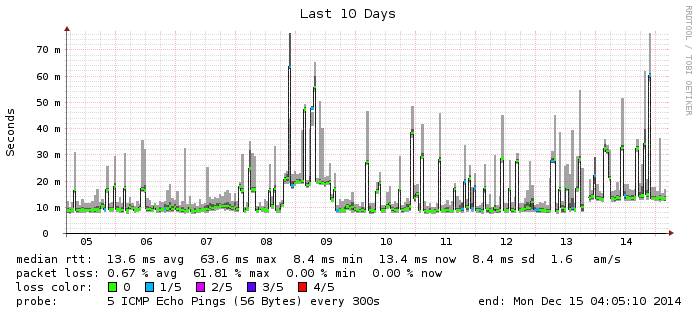 Last 10 Days
RRDTOOL / TOBI OETIKER
Seconds
70 m
60 m
50 m
40 m
30 m
20 m
10 m
0
05 06 07 08 09 10 11 12 13 14
median rtt: 13.6 ms avg 63.6 ms max 8.4 ms min 13.4 ms now 8.4 ms sd 1.6 am/s
packet loss: 0.67 % avg 61.81 % max 0.00 % min 0.00 % now
loss color: 0 1/5 2/5 3/5 4/5
probe: 5 ICMP Echo Pings (56 Bytes) every 300s end: Mon Dec 15 04:05:10 2014